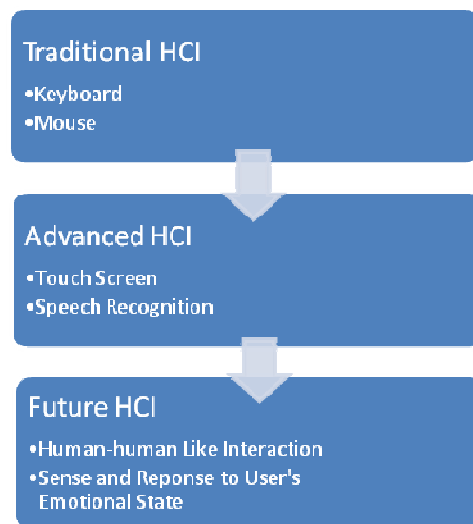 Traditional HCI
•Keyboard
•Mouse
Advanced HCI
•Touch Screen
•Speech Recognition
Future HCI
•Human-human Like Interaction
•Sense and Reponse to User's
Emotional State